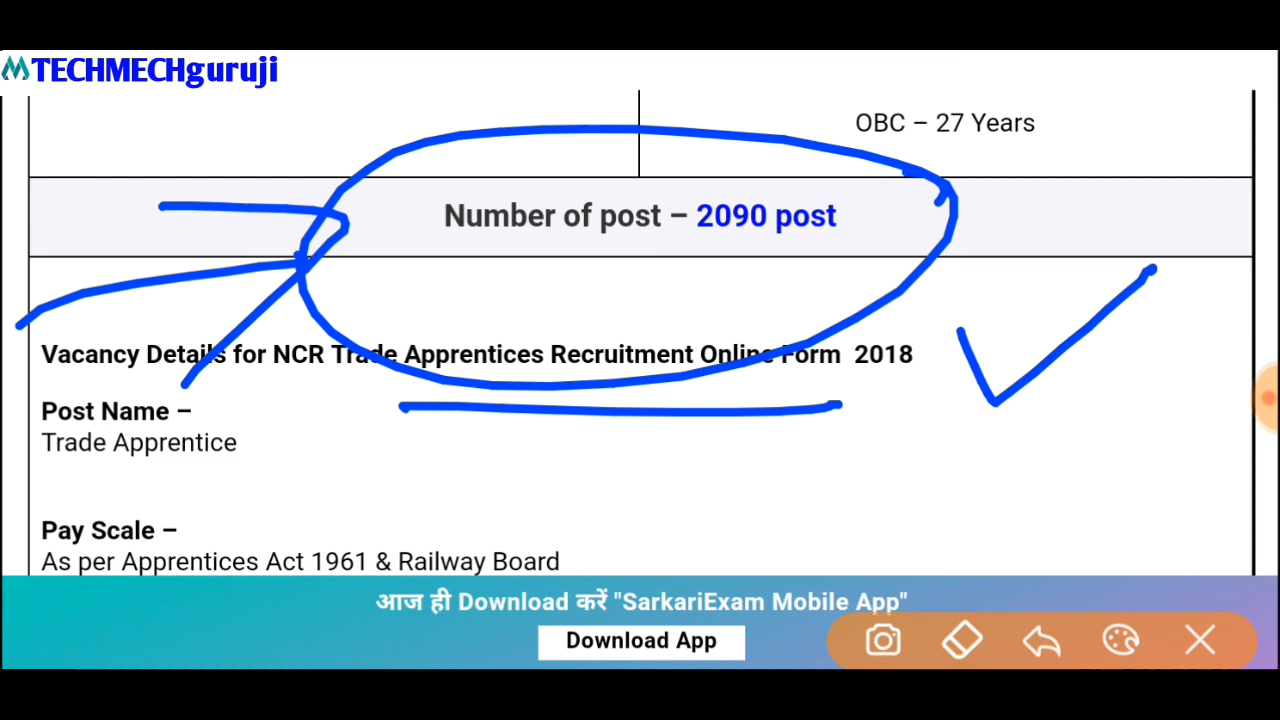 TECHMECHguruji
OBC – 27 Years
Number of post – 2090 post
Vacancy Details for NCR Trade Apprentices Recruitment Online Form 2018
Post Name –
Trade Apprentice
Pay Scale –
As per Apprentices Act 1961 & Railway Board
आज ही Download करें "SarkariExam Mobile App"
Download App